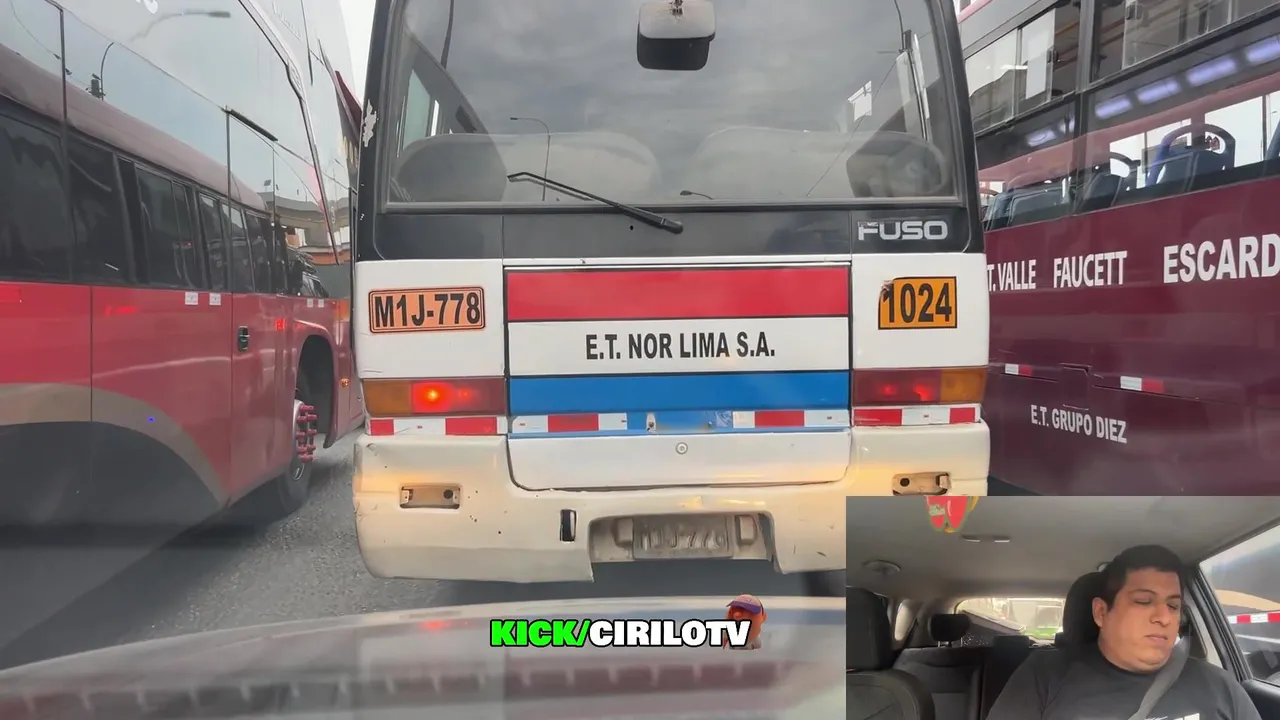 FUSO
M1J-778
1024
E.T. NOR LIMA S.A.
VALLE FAUCETT ESCARD
E.T. GRUPO DIEZ
KICK/CIRILOTV